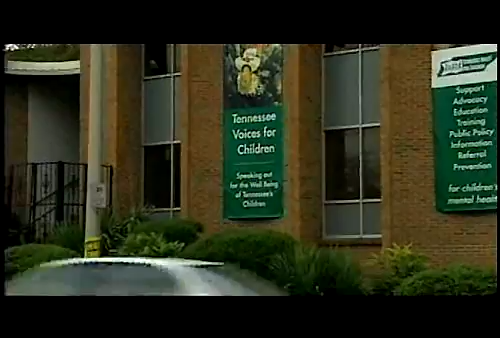 Tennessee
Voices for
Children
Speaking out
for the Well Being
of Tennessee's
Children
Support
Advocacy
Education
Training
Public Policy
Information
Referral
Prevention
for children's
mental health